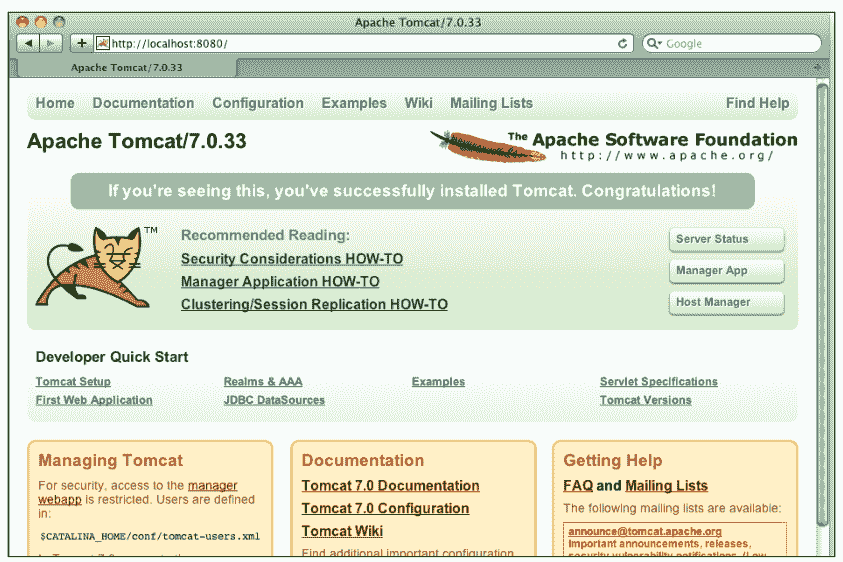 Apache Tomcat/7.0.33
http://localhost:8080/
Google
Apache Tomcat/7.0.33
Home Documentation Configuration Examples Wiki Mailing Lists Find Help
Apache Tomcat/7.0.33
The Apache Software Foundation
http://www.apache.org/
If you're seeing this, you've successfully installed Tomcat. Congratulations!
TM
Recommended Reading:
Security Considerations HOW-TO
Manager Application HOW-TO
Clustering/Session Replication HOW-TO
Server Status
Manager App
Host Manager
Developer Quick Start
Tomcat Setup Realms & AAA Examples Servlet Specifications
First Web Application JDBC DataSources Tomcat Versions
Managing Tomcat
For security, access to the manager
webapp is restricted. Users are defined
in:
$CATALINA_HOME/conf/tomcat-users.xml
Documentation
Tomcat 7.0 Documentation
Tomcat 7.0 Configuration
Tomcat Wiki
Find additional important configuration
Getting Help
FAQ and Mailing Lists
The following mailing lists are available:
announce@tomcat.apache.org
Important announcements, releases,
security vulnerability notifications. (Low